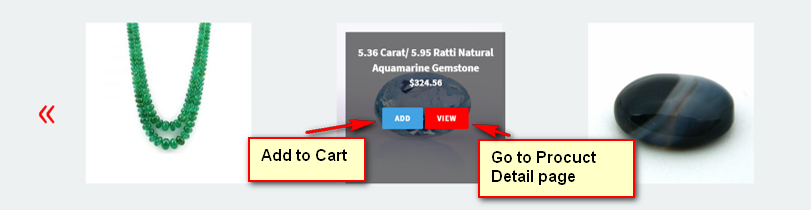 «
5.36 Carat/ 5.95 Ratti Natural
Aquamarine Gemstone
$324.56
ADD
VIEW
Add to Cart
Go to Procuct
Detail page